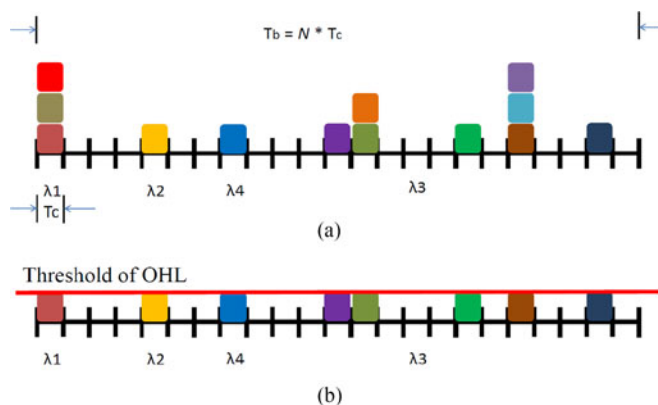 Tb = N * Tc
λ1 λ2 λ4 λ3
Tc
(a)
Threshold of OHL
λ1 λ2 λ4 λ3
(b)